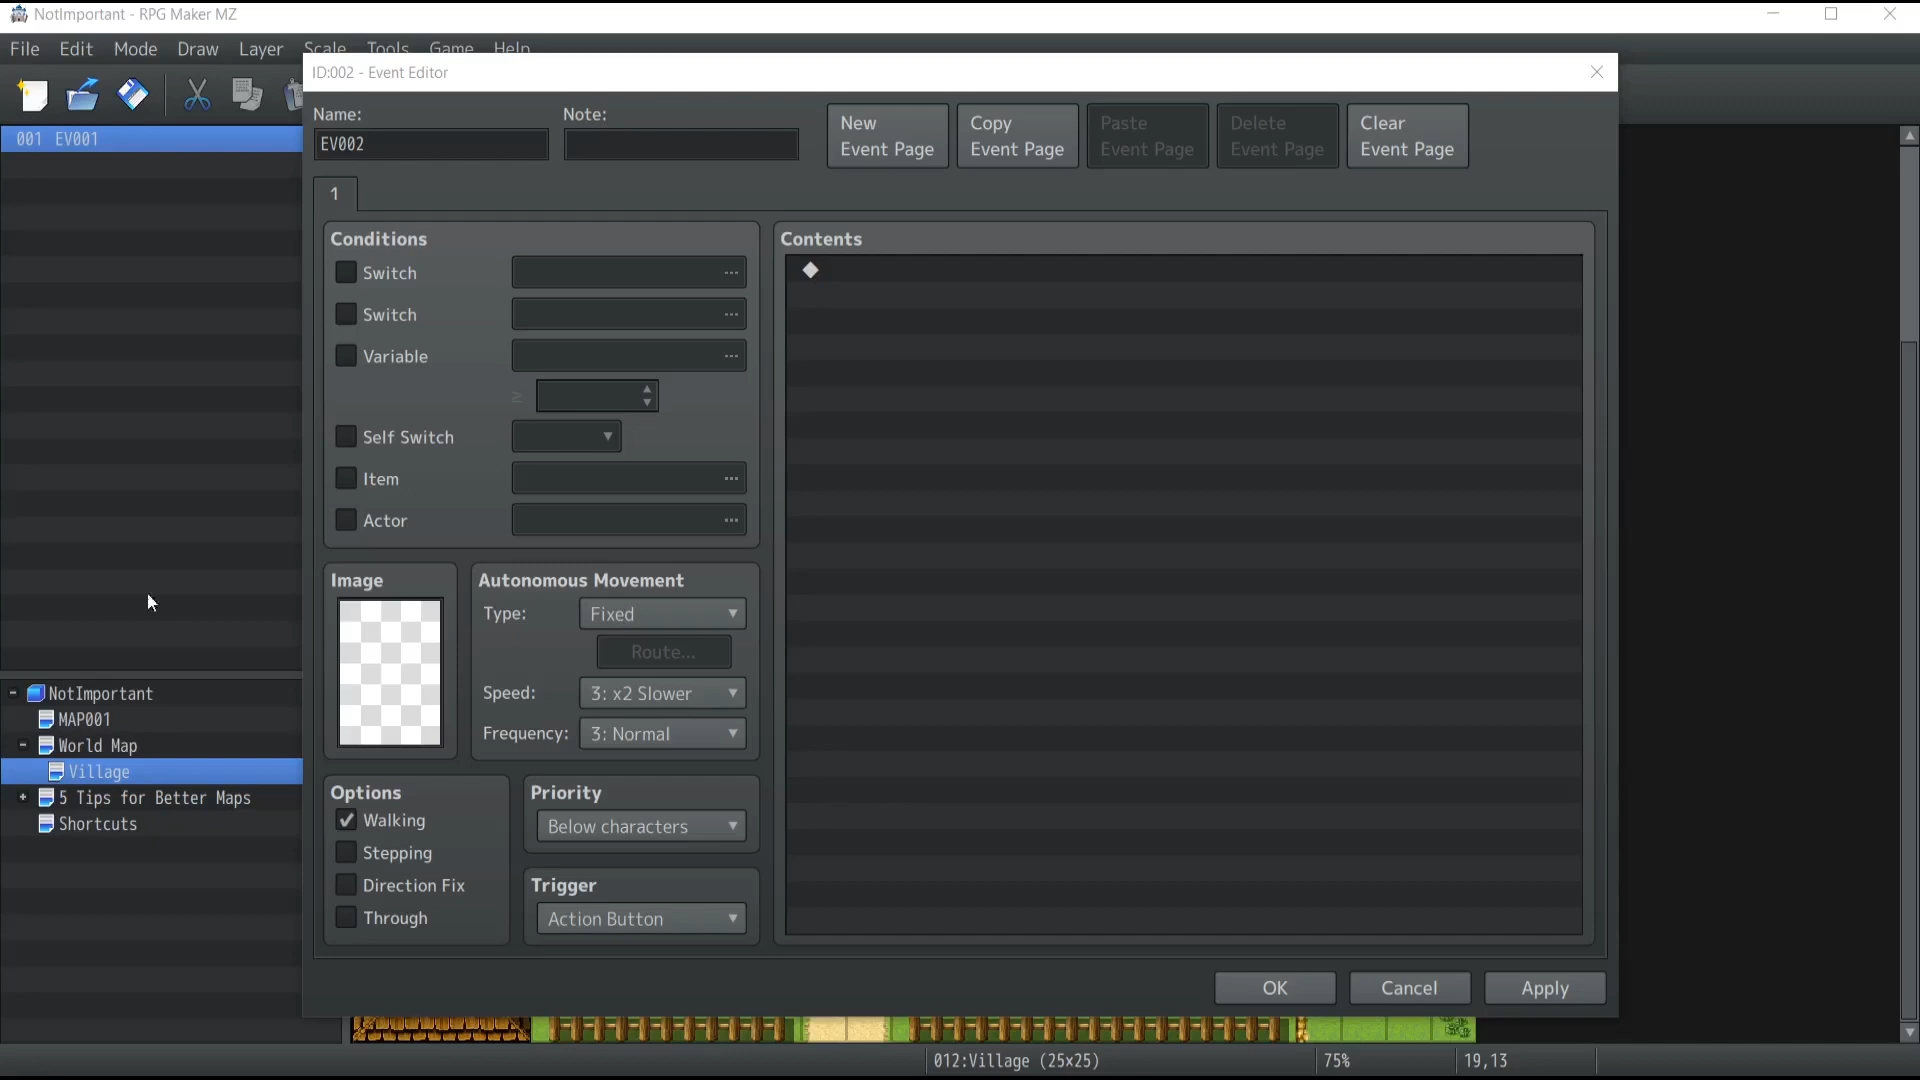 NotImportant - RPG Maker MZ
File Edit Mode Draw Layer Scale Tools Game Help
ID:002 - Event Editor
Name:
Note:
EV002
New
Event Page
Copy
Event Page
Paste
Event Page
Delete
Event Page
Clear
Event Page
001 EV001
1
Conditions
Switch ...
Switch ...
Variable ...
≥
Self Switch
Item ...
Actor ...
Contents
Image
Autonomous Movement
Type: Fixed
Route...
Speed: 3: x2 Slower
Frequency: 3: Normal
NotImportant
MAP001
World Map
Village
5 Tips for Better Maps
Shortcuts
Options
Walking
Stepping
Direction Fix
Through
Priority
Below characters
Trigger
Action Button
OK Cancel Apply
012:Village (25x25) 75% 19,13